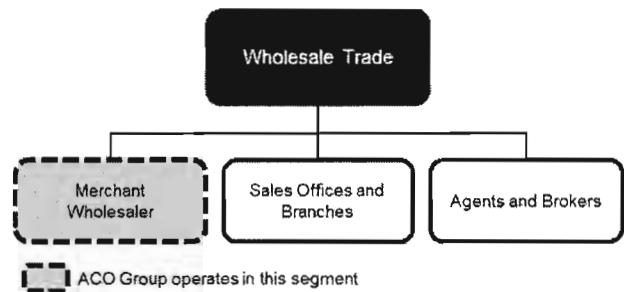 Wholesale Trade
Merchant
Wholesaler
Sales Offices and
Branches
Agents and Brokers
ACO Group operates in this segment